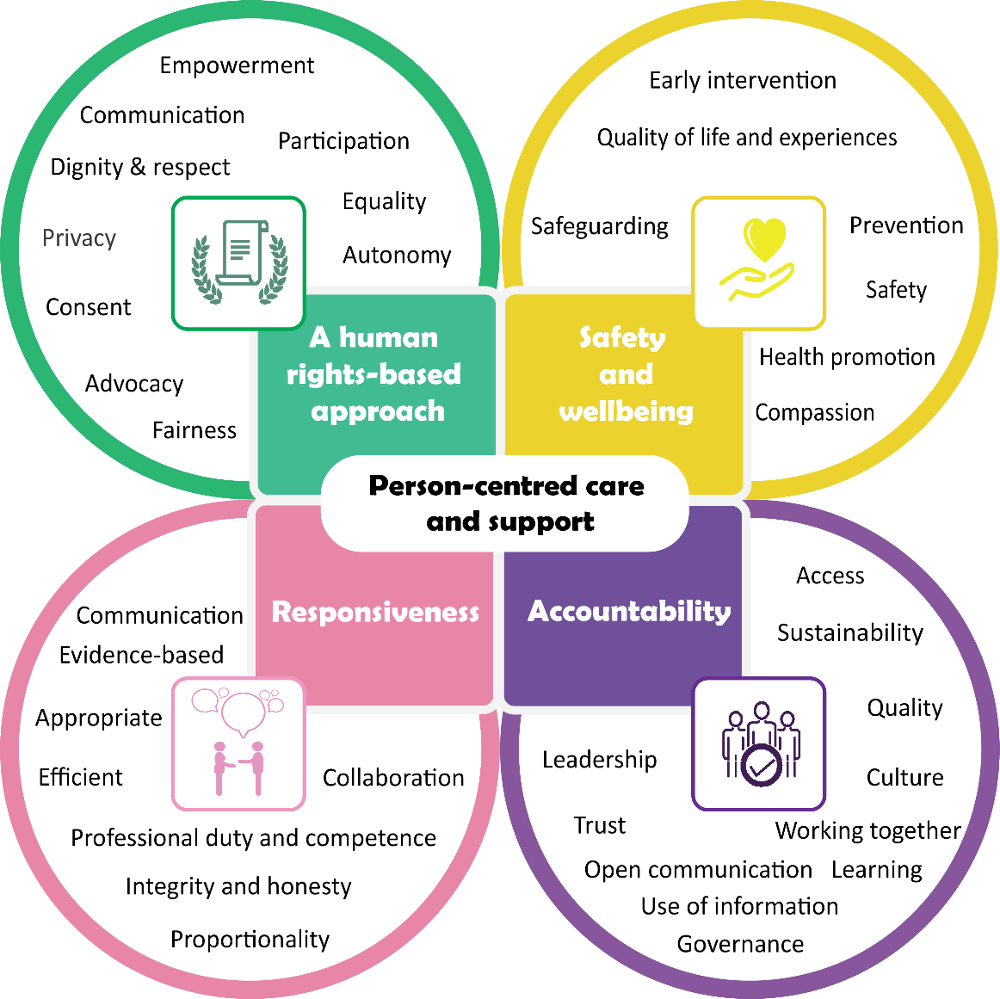 Empowerment
Communication
Participation
Dignity & respect
Equality
Privacy
Autonomy
Consent
Advocacy
Fairness
A human
rights-based
approach
Early intervention
Quality of life and experiences
Safeguarding
Prevention
Safety
Health promotion
Compassion
Safety
and
wellbeing
Person-centred care
and support
Responsiveness
Communication
Evidence-based
Appropriate
Efficient
Collaboration
Professional duty and competence
Integrity and honesty
Proportionality
Accountability
Access
Sustainability
Quality
Leadership
Culture
Trust
Working together
Open communication
Learning
Use of information
Governance